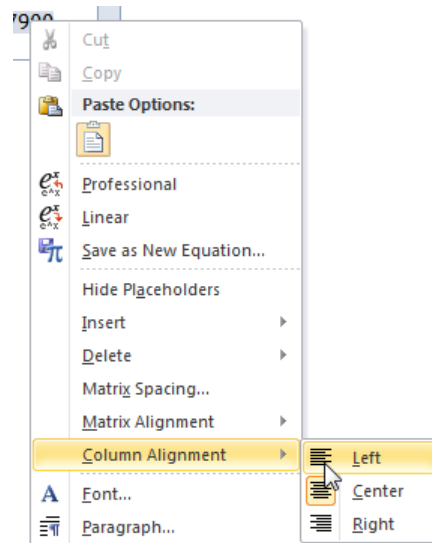 7900
Cut
Copy
Paste Options:
Professional
Linear
Save as New Equation...
Hide Placeholders
Insert
Delete
Matrix Spacing...
Matrix Alignment
Column Alignment
Left
Center
Font...
Right
Paragraph...